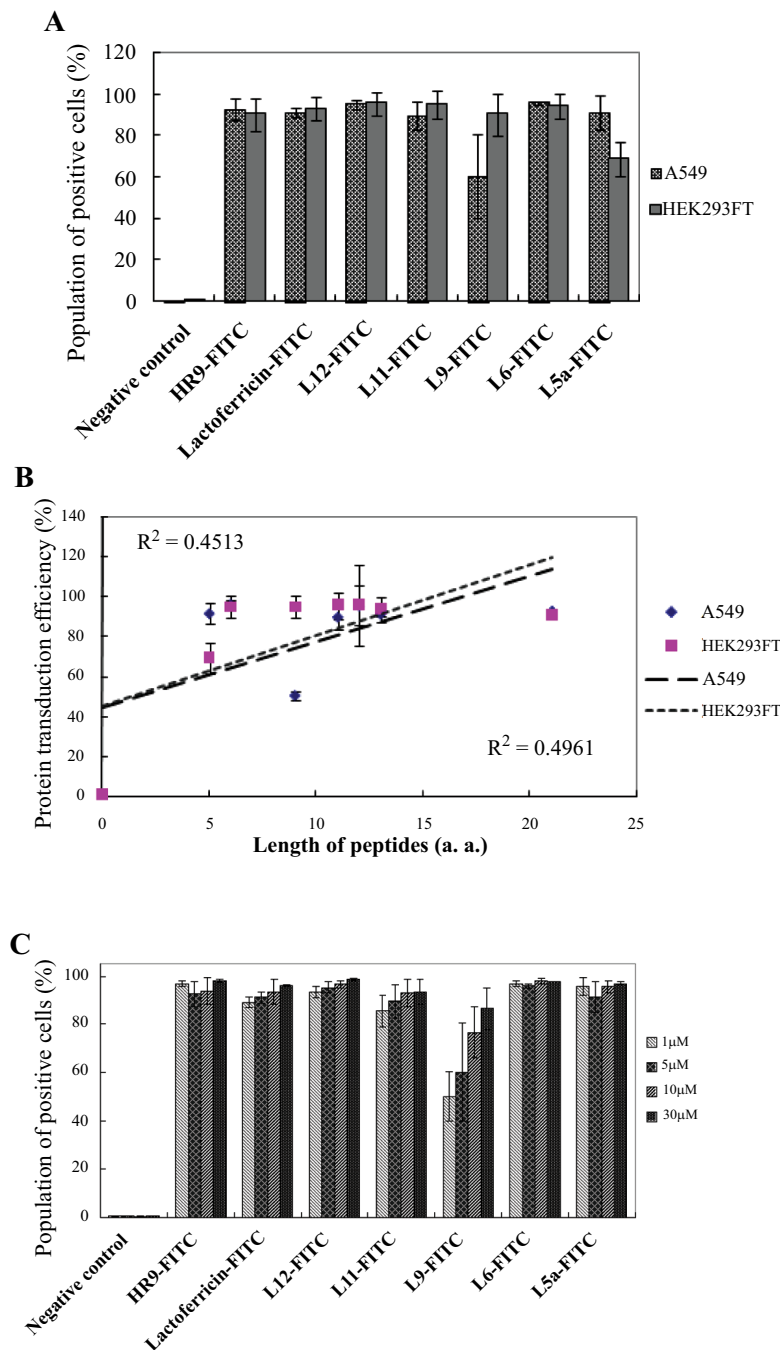 A
Population of positive cells (%)
120
100
80
60
40
20
0
A549
HEK293FT
Negative control
HR9-FITC
Lactoferricin-FITC
L12-FITC
L11-FITC
L9-FITC
L6-FITC
L5a-FITC
B
Protein transduction efficiency (%)
140
120
100
80
60
40
20
0
R² = 0.4513
R² = 0.4961
0
5
10
15
20
25
Length of peptides (a. a.)
A549
HEK293FT
A549
HEK293FT
C
Population of positive cells (%)
100
80
60
40
20
0
1μM
5μM
10μM
30μM
Negative control
HR9-FITC
Lactoferricin-FITC
L12-FITC
L11-FITC
L9-FITC
L6-FITC
L5a-FITC